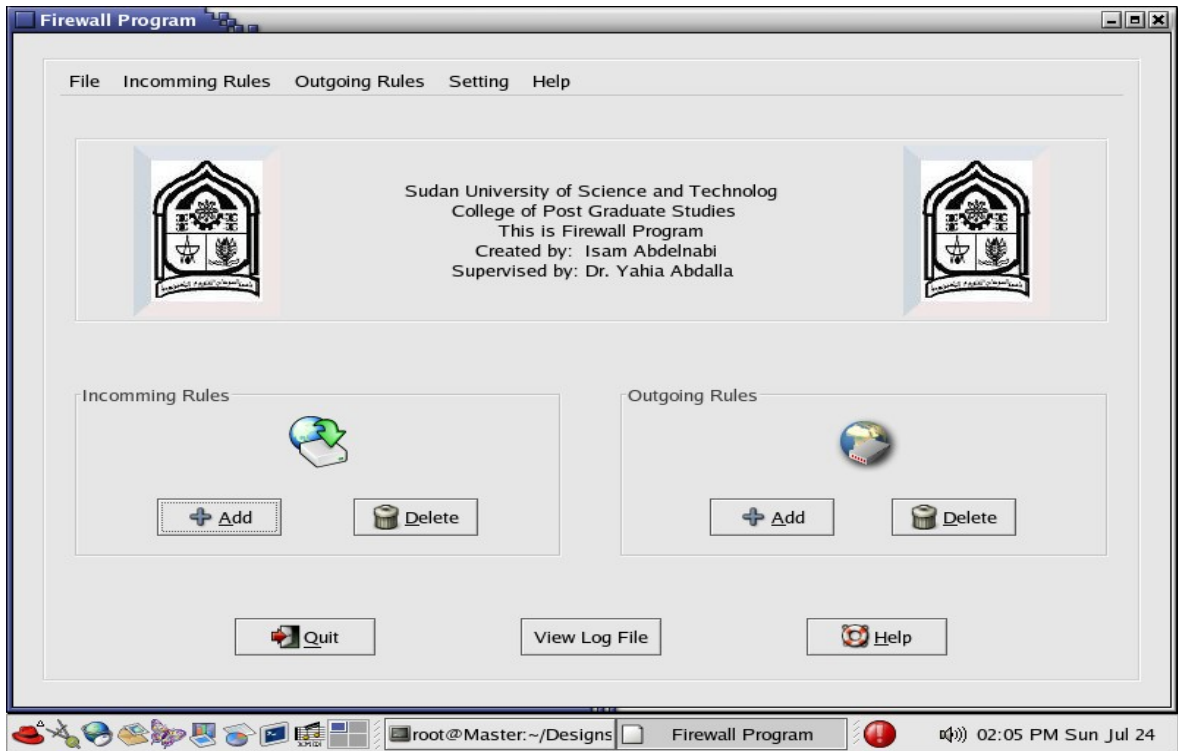 Firewall Program
File Incomming Rules Outgoing Rules Setting Help
Sudan University of Science and Technolog
College of Post Graduate Studies
This is Firewall Program
Created by: Isam Abdelnabi
Supervised by: Dr. Yahia Abdalla
Incomming Rules
Outgoing Rules
Add Delete
Add Delete
Quit View Log File Help
root@Master:~/Designs Firewall Program 02:05 PM Sun Jul 24